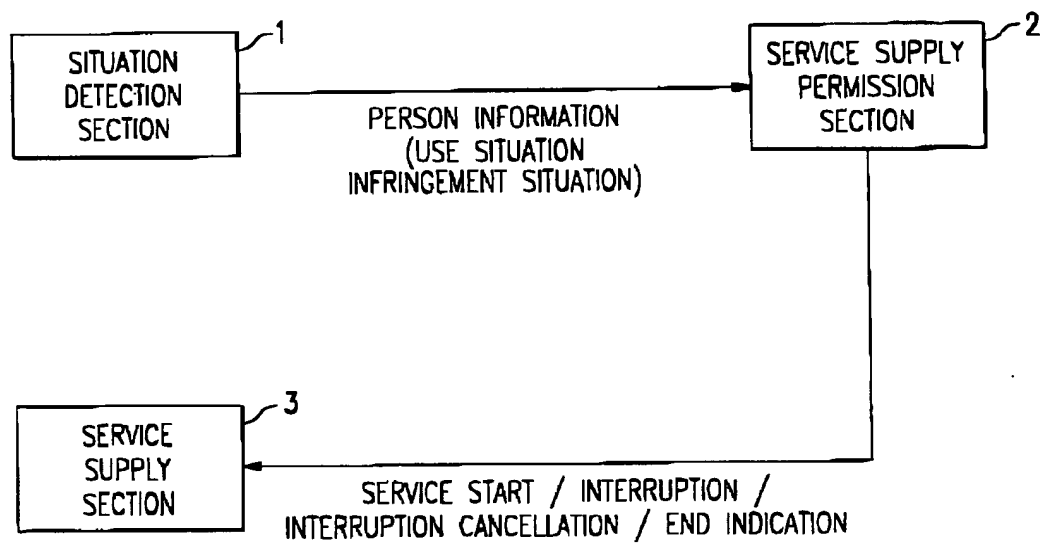 1
SITUATION
DETECTION
SECTION
PERSON INFORMATION
(USE SITUATION
INFRINGEMENT SITUATION)
2
SERVICE SUPPLY
PERMISSION
SECTION
3
SERVICE
SUPPLY
SECTION
SERVICE START / INTERRUPTION /
INTERRUPTION CANCELLATION / END INDICATION